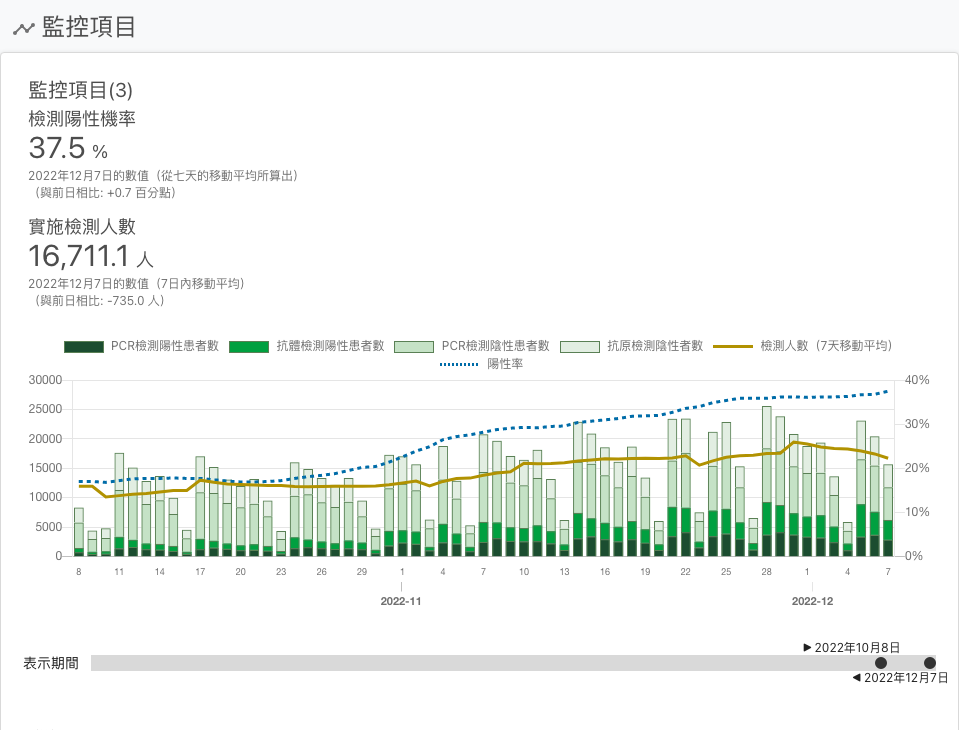 監控項目
監控項目(3)
檢測陽性機率
37.5 %
2022年12月7日的數值（從七天的移動平均所算出）
（與前日相比: +0.7 百分點）
實施檢測人數
16,711.1 人
2022年12月7日的數值（7日內移動平均）
（與前日相比: -735.0 人）
PCR檢測陽性患者數 抗體檢測陽性患者數 PCR檢測陰性患者數 抗原檢測陰性者數 檢測人數（7天移動平均）
陽性率
30000 40%
25000
30%
20000
15000 20%
10000
10%
5000
0 0%
8 11 14 17 20 23 26 29 1 4 7 10 13 16 19 22 25 28 1 4 7
2022-11 2022-12
▶ 2022年10月8日
表示期間
◀ 2022年12月7日